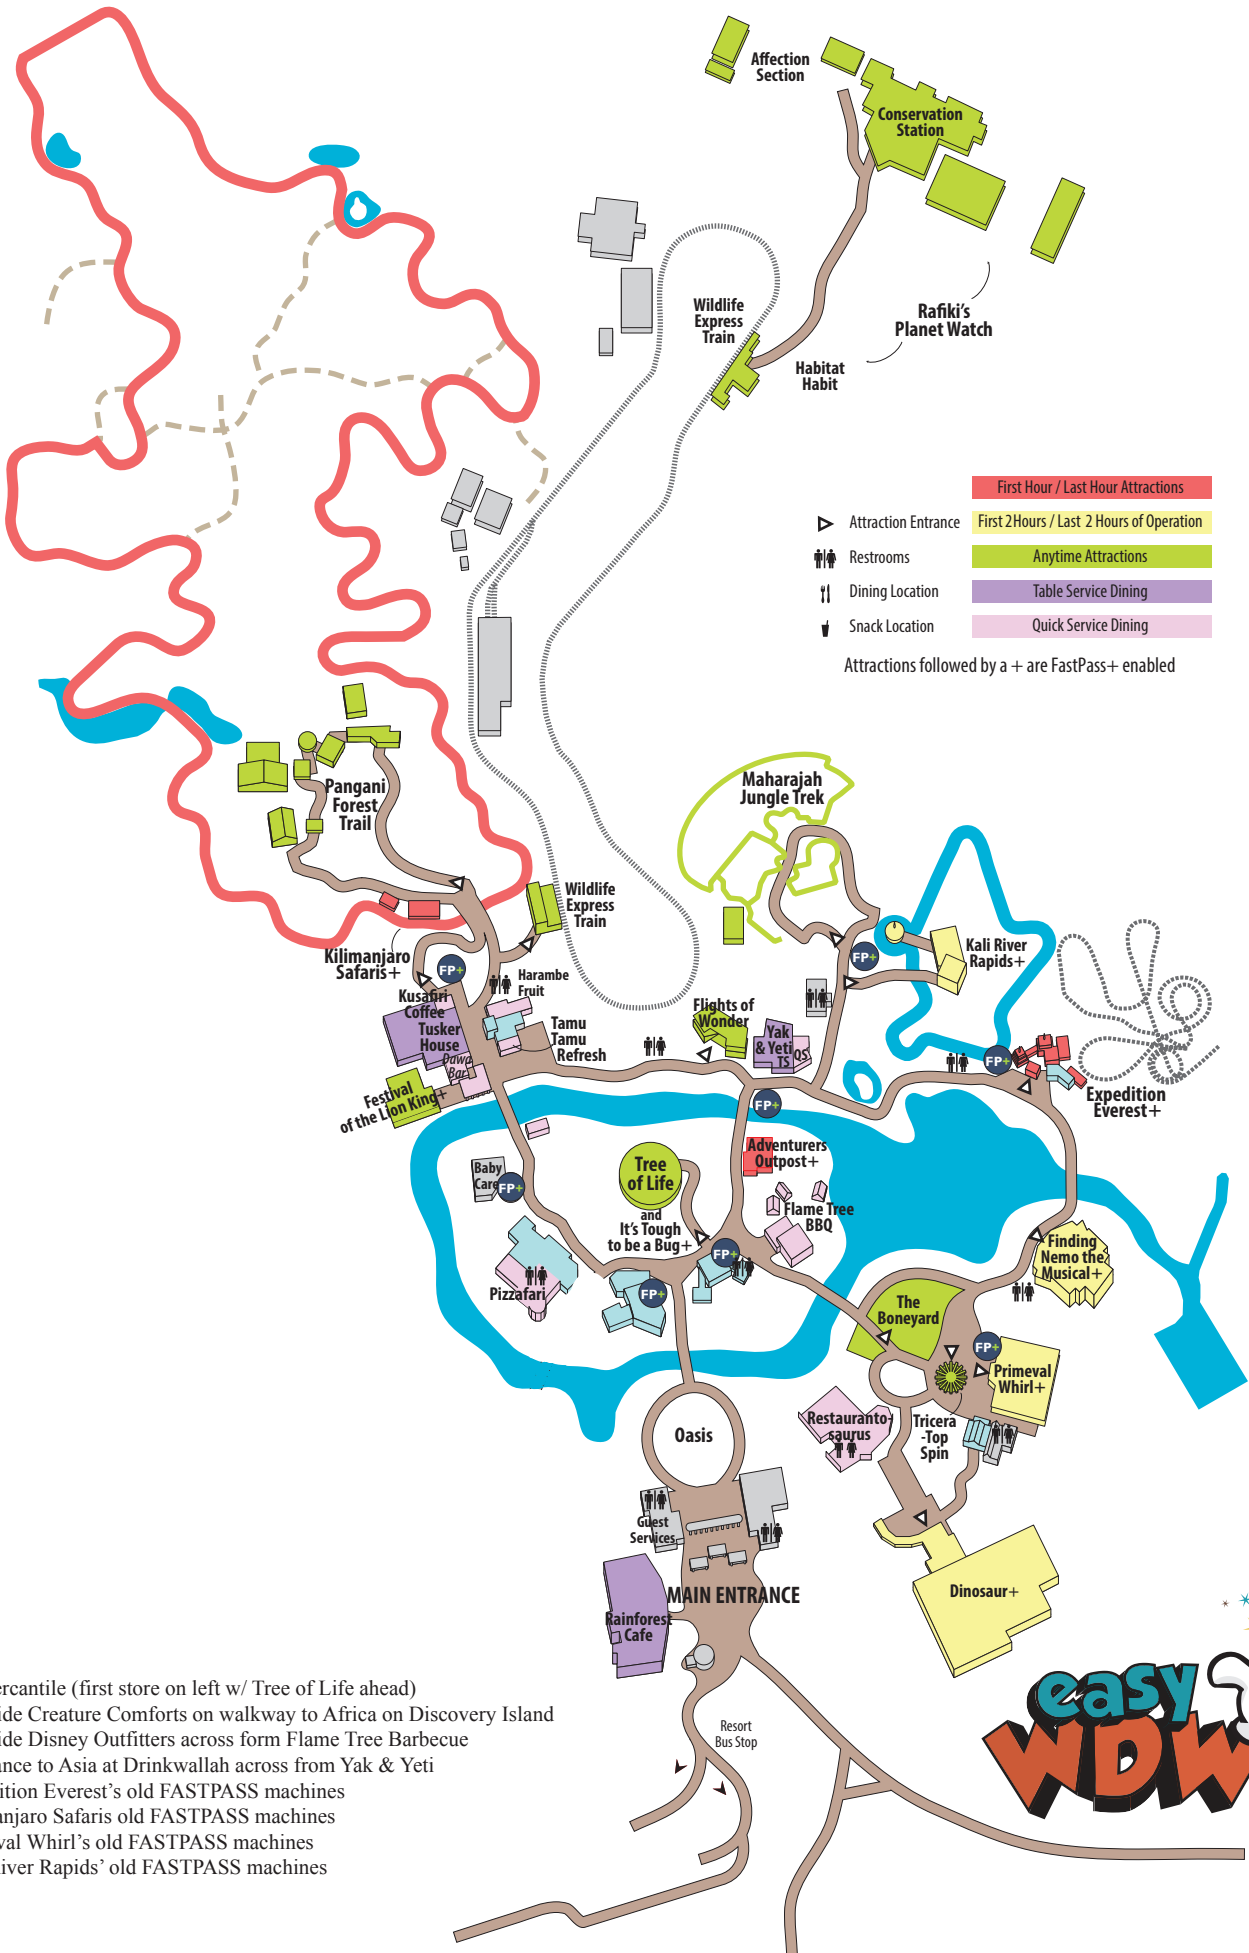 Affection
Section
Conservation
Station
Wildlife
Express
Train
Rafiki's
Planet Watch
Habitat
Habit
First Hour / Last Hour Attractions
Attraction Entrance
First 2Hours / Last 2 Hours of Operation
Restrooms
Anytime Attractions
Dining Location
Table Service Dining
Snack Location
Quick Service Dining
Attractions followed by a + are FastPass+ enabled
Pangani
Forest
Trail
Maharajah
Jungle Trek
Wildlife
Express
Train
Kilimanjaro
Safaris+
FP+
Kali River
Rapids+
FP+
Harambe
Fruit
Kusafiri
Coffee
Tusker
House
Dawa
Bar
Tamu
Tamu
Refresh
Flights of
Wonder
Yak
& Yeti
TS
QS
FP+
Expedition
Everest+
Festival
of the Lion King+
FP+
Adventurers
Outpost+
Baby
Care
FP+
Tree
of Life
and
It's Tough
to be a Bug+
Flame Tree
BBQ
FP+
Finding
Nemo the
Musical+
Pizzafari
FP+
The
Boneyard
FP+
Primeval
Whirl+
Restauranto-
saurus
Tricera
-Top
Spin
Oasis
Guest
Services
MAIN ENTRANCE
Rainforest
Cafe
Dinosaur+
Resort
Bus Stop
easy
WDW
ercantile (first store on left w/ Tree of Life ahead)
ide Creature Comforts on walkway to Africa on Discovery Island
ide Disney Outfitters across form Flame Tree Barbecue
ance to Asia at Drinkwallah across from Yak & Yeti
ition Everest's old FASTPASS machines
anjaro Safaris old FASTPASS machines
val Whirl's old FASTPASS machines
River Rapids' old FASTPASS machines